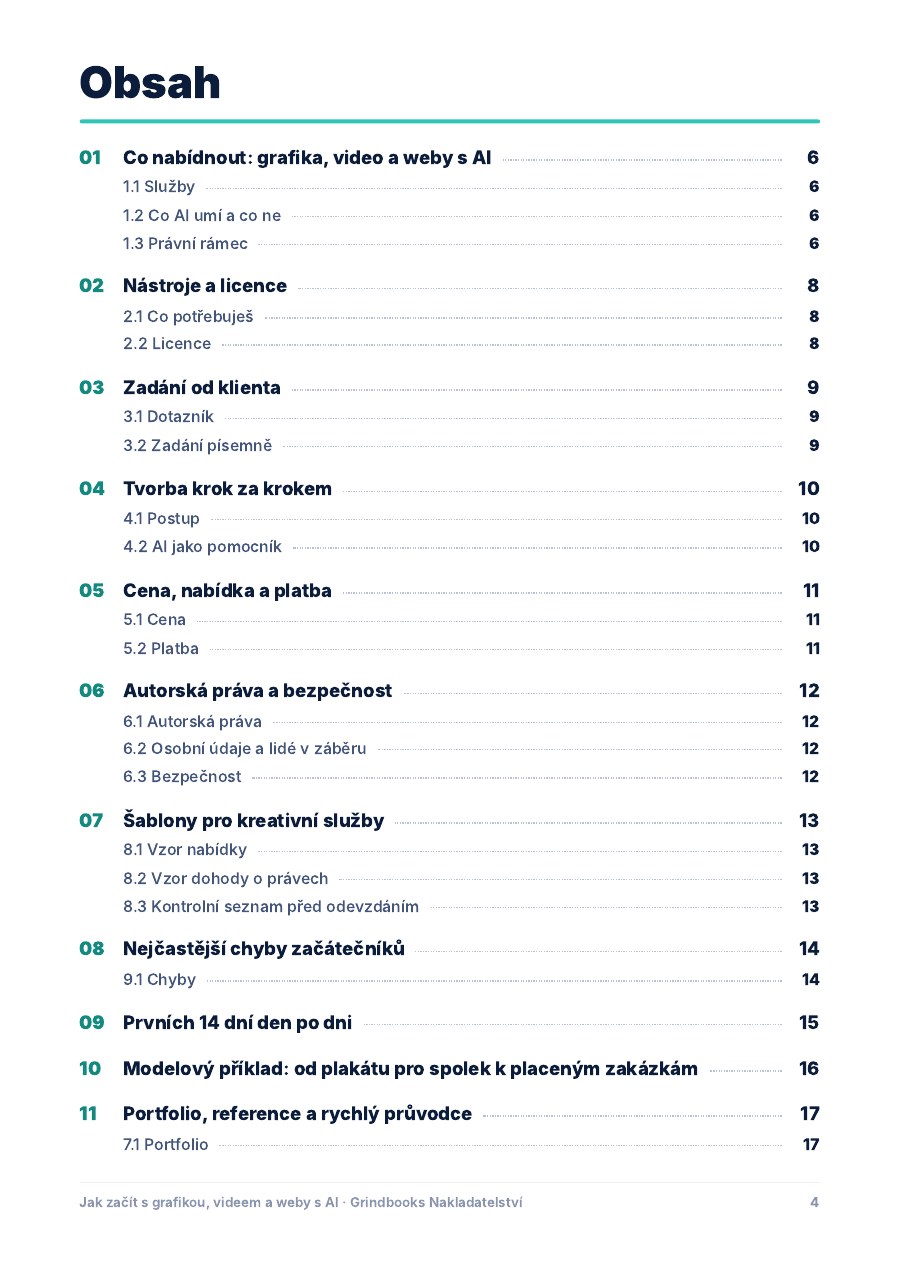 Obsah
01 Co nabídnout: grafika, video a weby s AI 6
1.1 Služby 6
1.2 Co AI umí a co ne 6
1.3 Právní rámec 6
02 Nástroje a licence 8
2.1 Co potřebuješ 8
2.2 Licence 8
03 Zadání od klienta 9
3.1 Dotazník 9
3.2 Zadání písemně 9
04 Tvorba krok za krokem 10
4.1 Postup 10
4.2 AI jako pomocník 10
05 Cena, nabídka a platba 11
5.1 Cena 11
5.2 Platba 11
06 Autorská práva a bezpečnost 12
6.1 Autorská práva 12
6.2 Osobní údaje a lidé v záběru 12
6.3 Bezpečnost 12
07 Šablony pro kreativní služby 13
8.1 Vzor nabídky 13
8.2 Vzor dohody o právech 13
8.3 Kontrolní seznam před odevzdáním 13
08 Nejčastější chyby začátečníků 14
9.1 Chyby 14
09 Prvních 14 dní den po dni 15
10 Modelový příklad: od plakátu pro spolek k placeným zakázkám 16
11 Portfolio, reference a rychlý průvodce 17
7.1 Portfolio 17
Jak začít s grafikou, videem a weby s AI · Grindbooks Nakladatelství 4